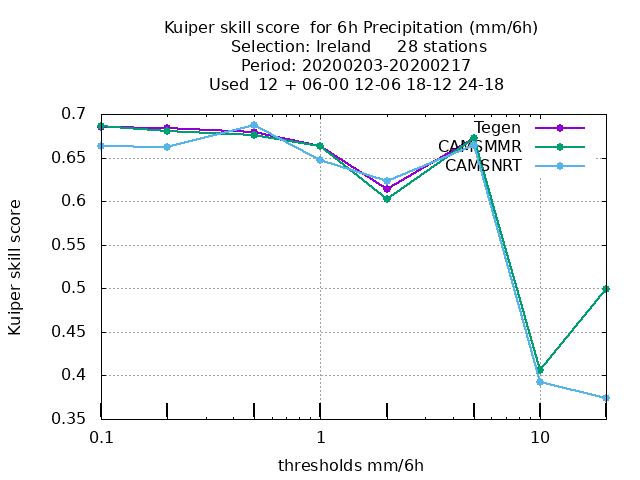 Kuiper skill score  for 6h Precipitation (mm/6h)
Selection: Ireland     28 stations
Period: 20200203-20200217
Used  12 + 06-00 12-06 18-12 24-18
Kuiper skill score
0.7
0.65
0.6
0.55
0.5
0.45
0.4
0.35
Tegen
CAMSMMR
CAMSNRT
0.1
1
10
thresholds mm/6h